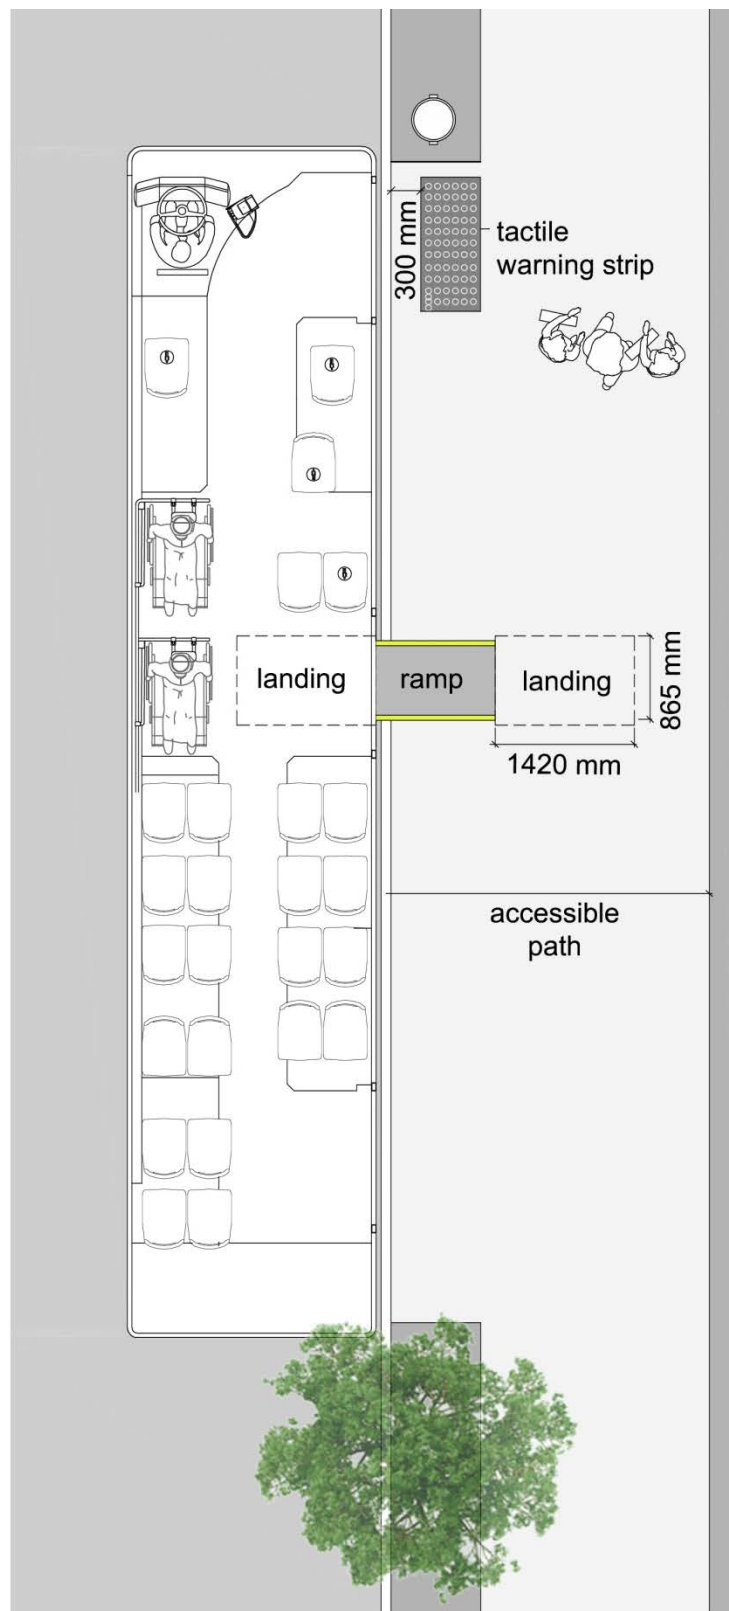 300 mm
tactile
warning strip
landing
ramp
landing
865 mm
1420 mm
accessible
path